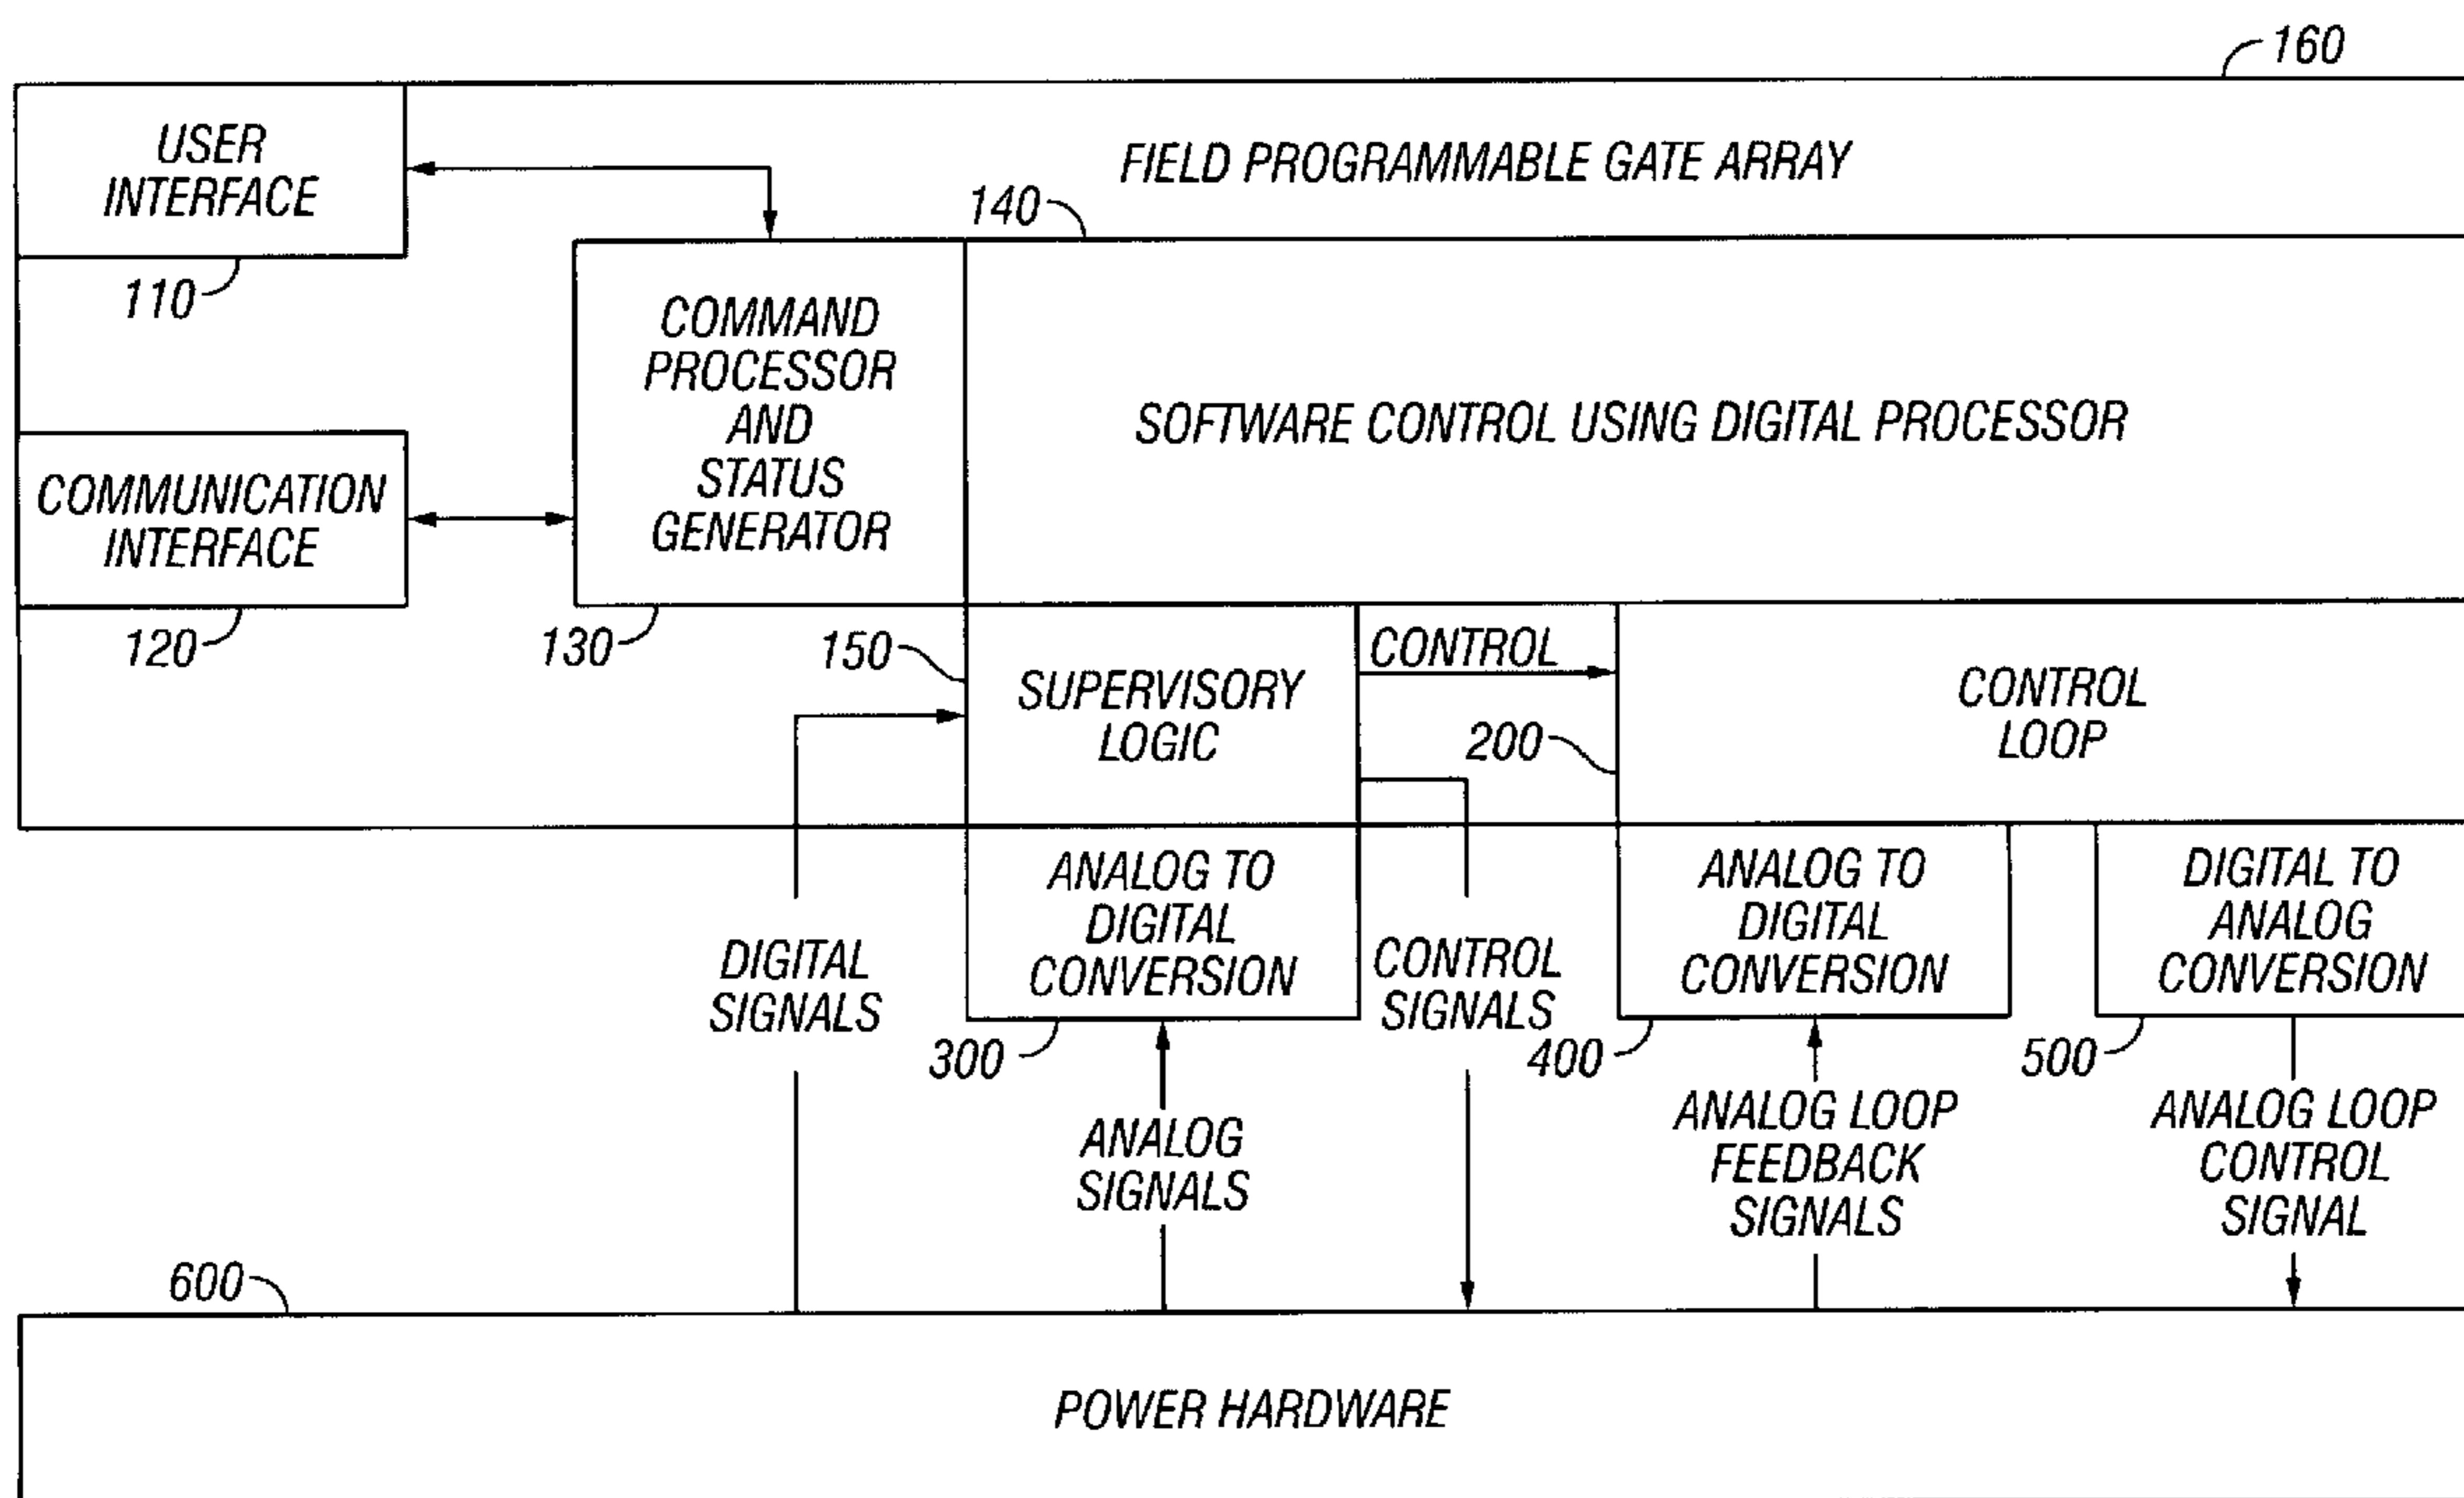 160
USER
INTERFACE
FIELD PROGRAMMABLE GATE ARRAY
140
110
COMMAND
PROCESSOR
AND
STATUS
GENERATOR
SOFTWARE CONTROL USING DIGITAL PROCESSOR
COMMUNICATION
INTERFACE
120
130
150
SUPERVISORY
LOGIC
CONTROL
200
CONTROL
LOOP
ANALOG TO
DIGITAL
CONVERSION
ANALOG TO
DIGITAL
CONVERSION
DIGITAL TO
ANALOG
CONVERSION
DIGITAL
SIGNALS
CONTROL
SIGNALS
300
400
500
ANALOG
SIGNALS
ANALOG LOOP
FEEDBACK
SIGNALS
ANALOG LOOP
CONTROL
SIGNAL
600
POWER HARDWARE